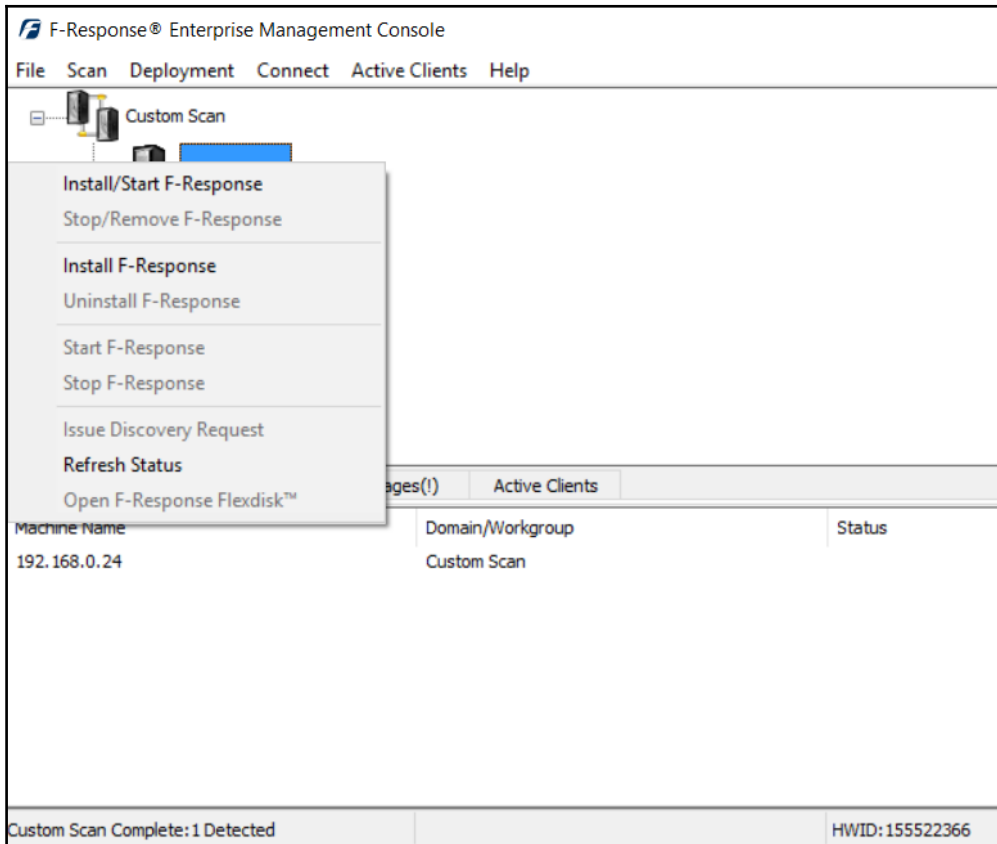 F-Response® Enterprise Management Console
File Scan Deployment Connect Active Clients Help
Custom Scan
Install/Start F-Response
Stop/Remove F-Response
Install F-Response
Uninstall F-Response
Start F-Response
Stop F-Response
Issue Discovery Request
Refresh Status
Open F-Response Flexdisk™
ages(!) Active Clients
Machine Name Domain/Workgroup Status
192.168.0.24 Custom Scan
Custom Scan Complete:1 Detected HWID:155522366